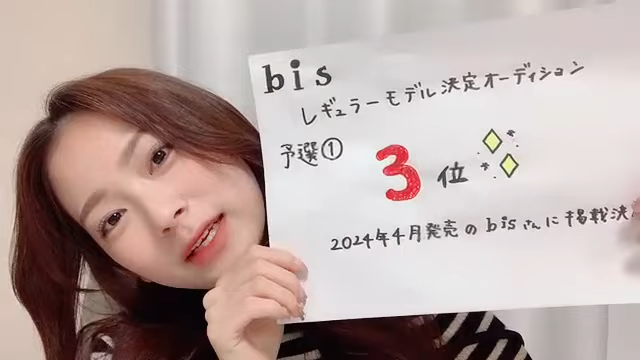 bis
レギュラーモデル決定オーディション
予選①
3位
2024年4月発売のbisさんに掲載決